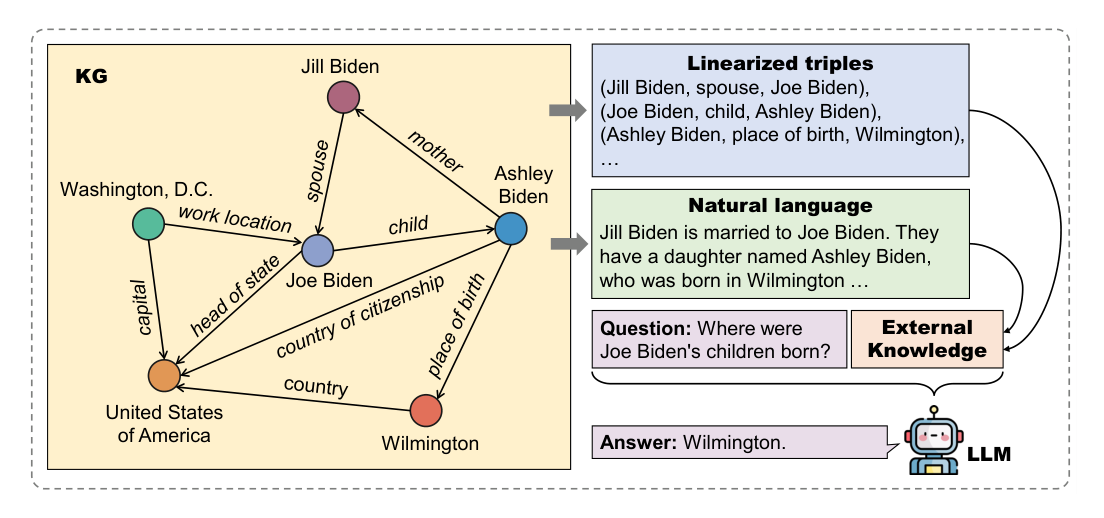 KG
Jill Biden
mother
spouse
Ashley
Biden
Washington, D.C.
work location
child
Joe Biden
capital
head of state
country of citizenship
place of birth
country
United States
of America
Wilmington
Linearized triples
(Jill Biden, spouse, Joe Biden),
(Joe Biden, child, Ashley Biden),
(Ashley Biden, place of birth, Wilmington),
…
Natural language
Jill Biden is married to Joe Biden. They
have a daughter named Ashley Biden,
who was born in Wilmington …
Question: Where were
Joe Biden's children born?
External
Knowledge
Answer: Wilmington.
LLM